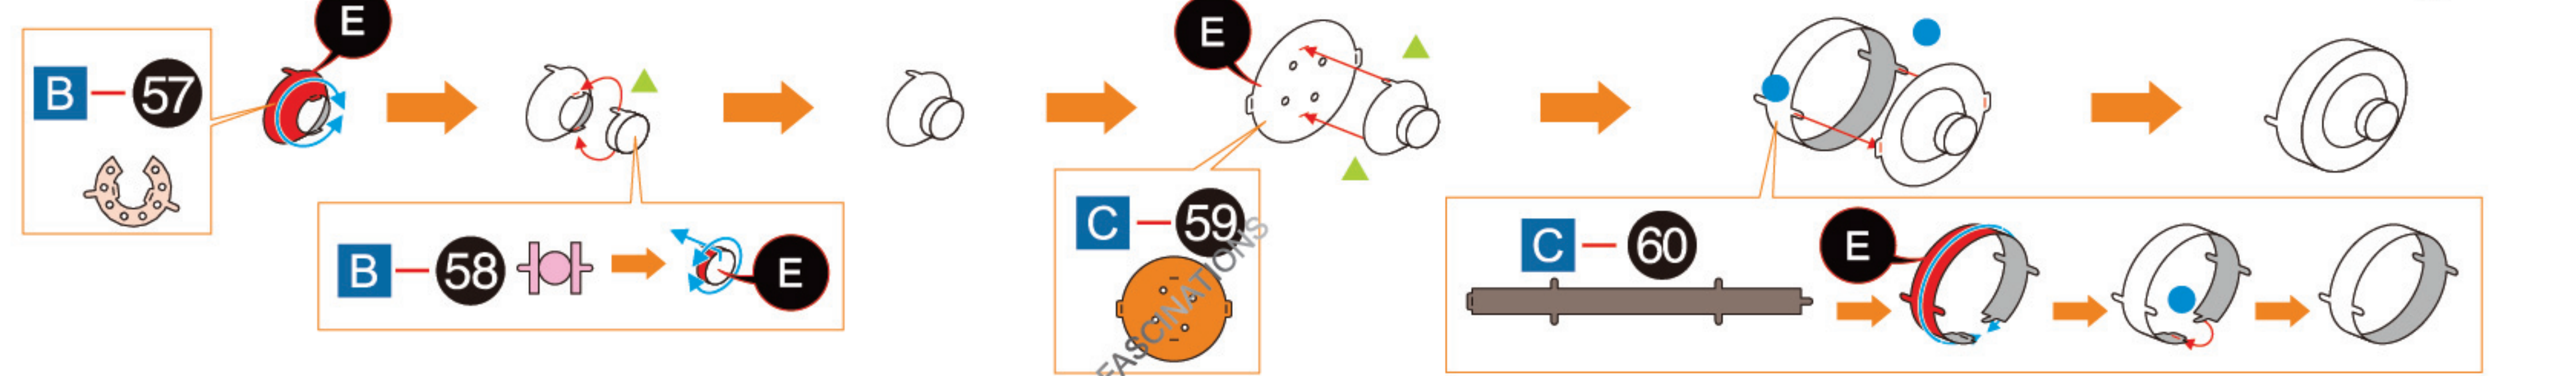 E
B — 57
B — 58
E
E
C — 59
FASCINATIONS
C — 60
E